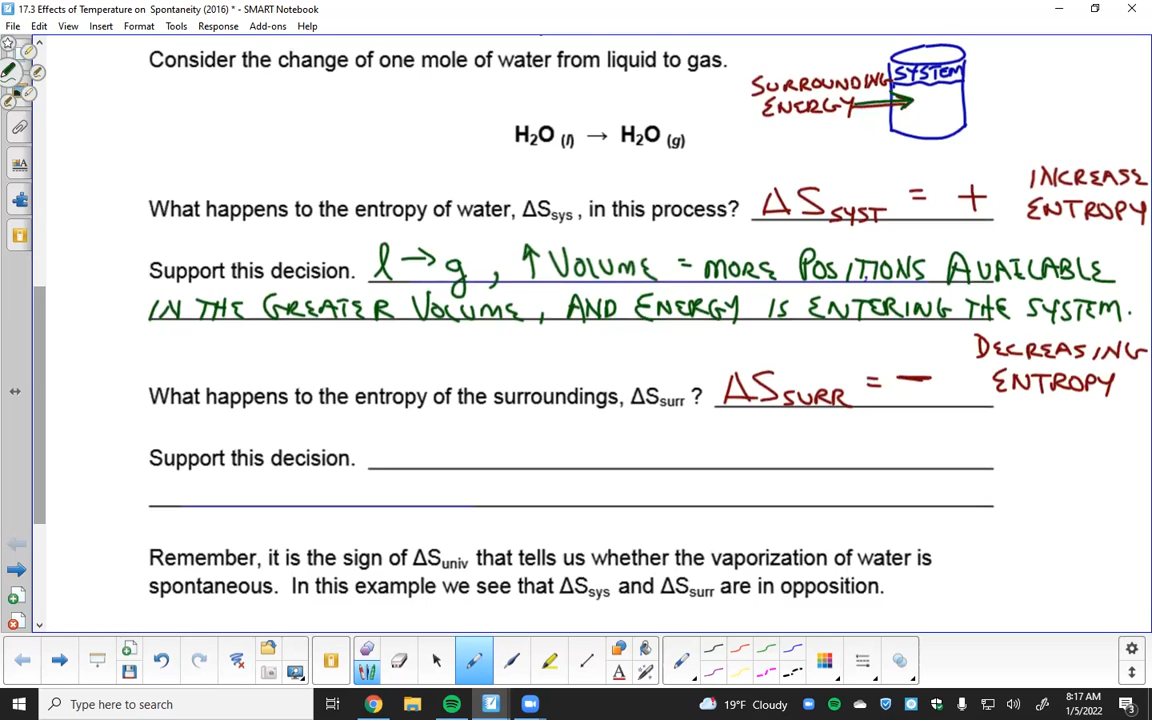 17.3 Effects of Temperature on Spontaneity (2016) * - SMART Notebook
File Edit View Insert Format Tools Response Add-ons Help
Consider the change of one mole of water from liquid to gas.
SYSTEM
SURROUNDING
ENERGY
H₂O (l) → H₂O (g)
INCREASE
ENTROPY
What happens to the entropy of water, ΔSsys , in this process? ΔS SYST = +
Support this decision. l → g , ↑ VOLUME = MORE POSITIONS AVAILABLE
IN THE GREATER VOLUME, AND ENERGY IS ENTERING THE SYSTEM.
DECREASING
ENTROPY
What happens to the entropy of the surroundings, ΔSsurr ? ΔS SURR = −
Support this decision.
Remember, it is the sign of ΔSuniv that tells us whether the vaporization of water is
spontaneous. In this example we see that ΔSsys and ΔSsurr are in opposition.
Type here to search
19°F Cloudy
8:17 AM
1/5/2022
3